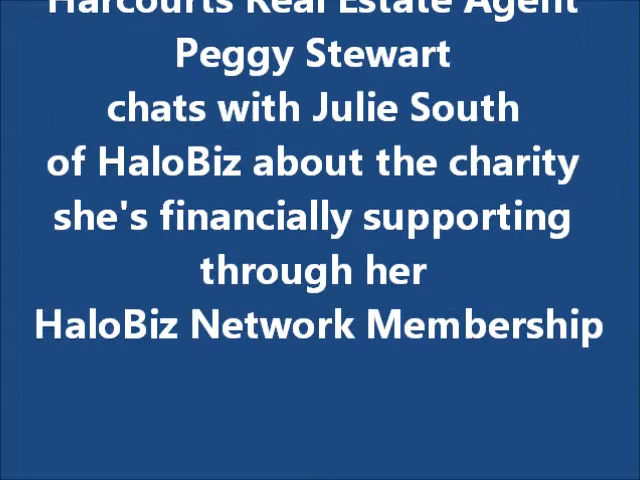 Harcourts Real Estate Agent
Peggy Stewart
chats with Julie South
of HaloBiz about the charity
she's financially supporting
through her
HaloBiz Network Membership